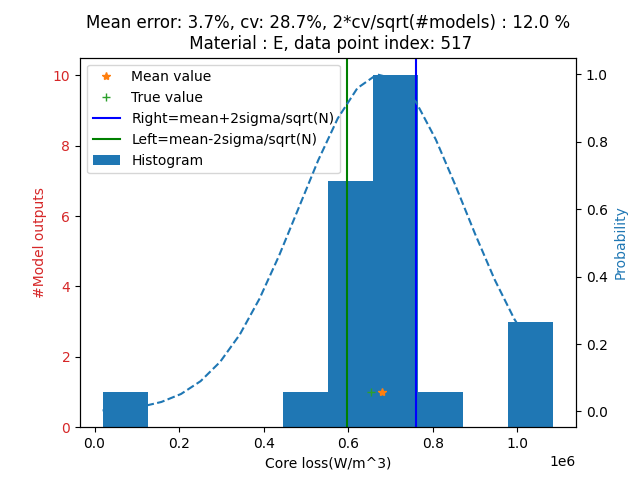 Mean error: 3.7%, cv: 28.7%, 2*cv/sqrt(#models) : 12.0 %
Material : E, data point index: 517
Mean value
True value
Right=mean+2sigma/sqrt(N)
Left=mean-2sigma/sqrt(N)
Histogram
#Model outputs
10
8
6
4
2
0
Probability
1.0
0.8
0.6
0.4
0.2
0.0
0.0 0.2 0.4 0.6 0.8 1.0
1e6
Core loss(W/m^3)